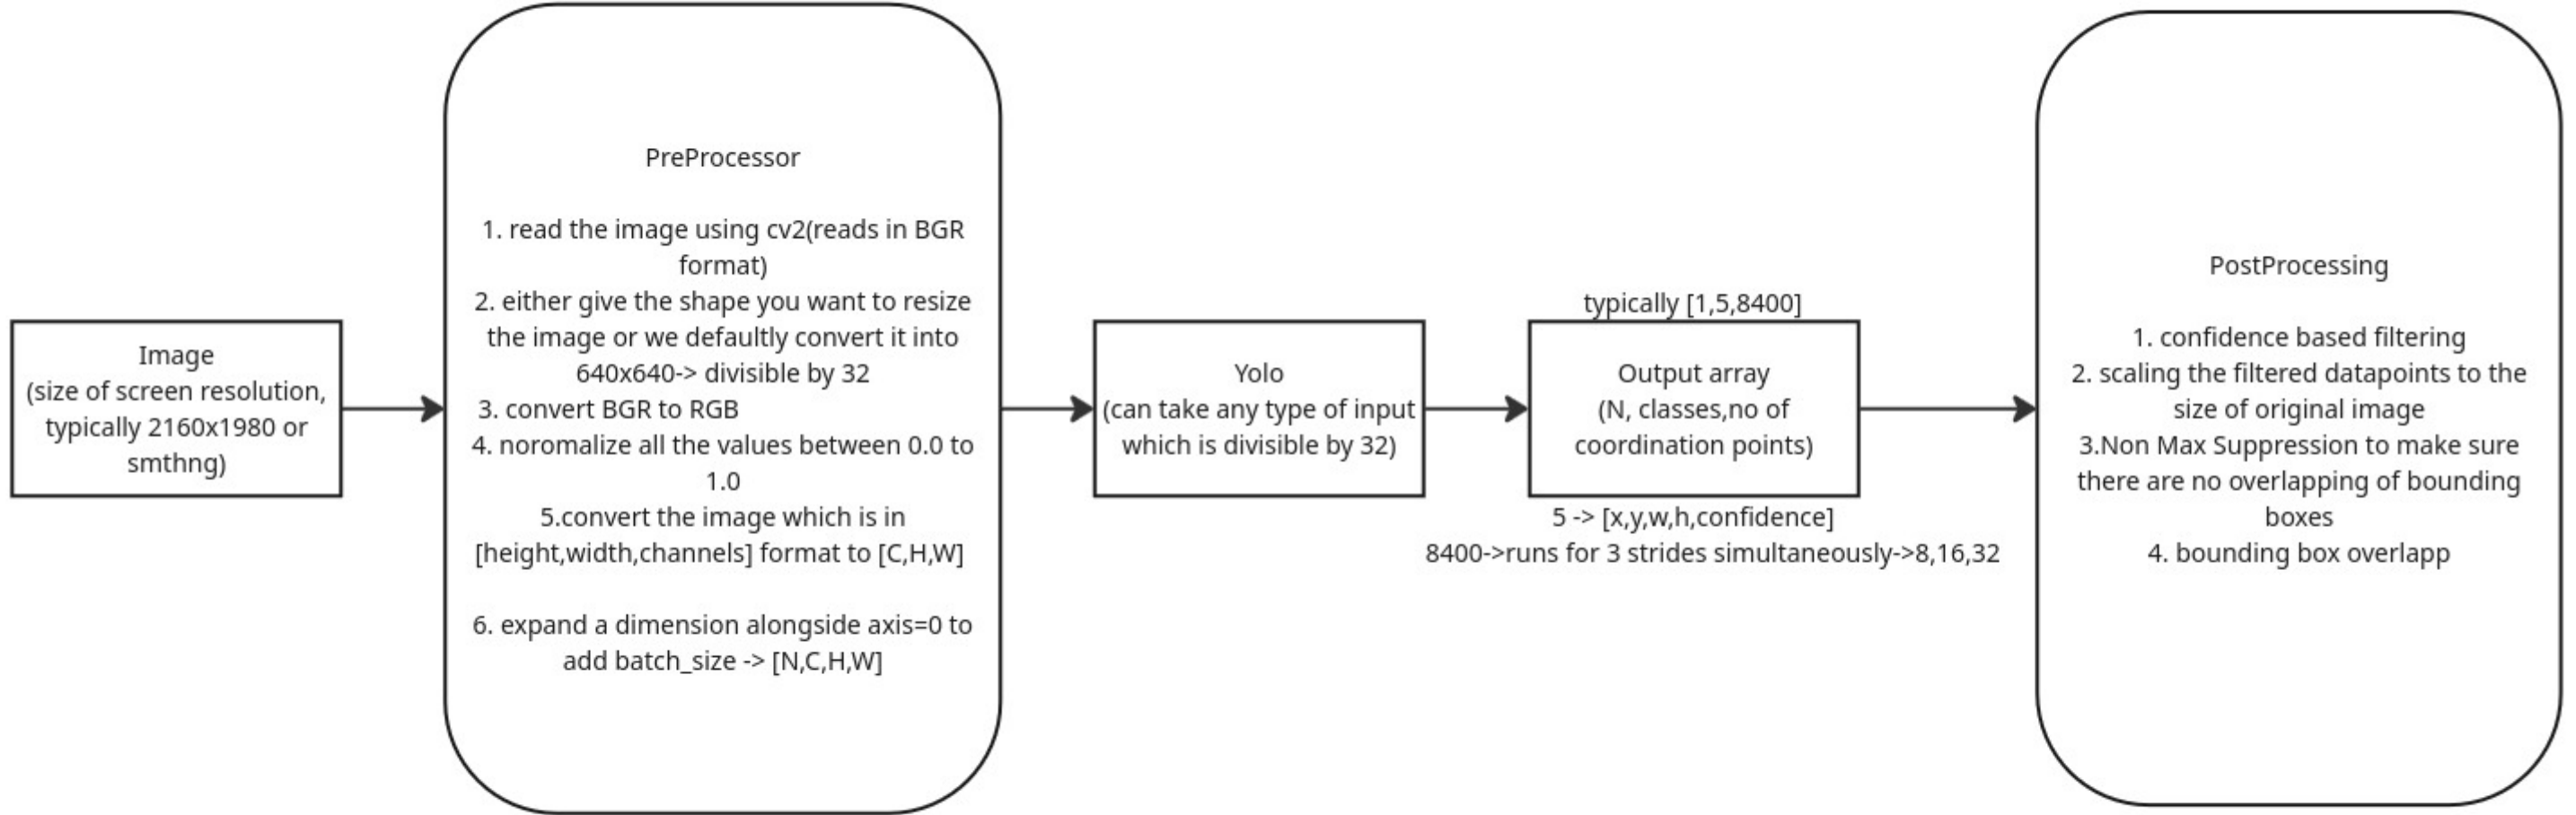 Image
(size of screen resolution,
typically 2160x1980 or
smthng)
PreProcessor
1. read the image using cv2(reads in BGR
format)
2. either give the shape you want to resize
the image or we defaultly convert it into
640x640-> divisible by 32
3. convert BGR to RGB
4. noromalize all the values between 0.0 to
1.0
5.convert the image which is in
[height,width,channels] format to [C,H,W]
6. expand a dimension alongside axis=0 to
add batch_size -> [N,C,H,W]
Yolo
(can take any type of input
which is divisible by 32)
typically [1,5,8400]
Output array
(N, classes,no of
coordination points)
5 -> [x,y,w,h,confidence]
8400->runs for 3 strides simultaneously->8,16,32
PostProcessing
1. confidence based filtering
2. scaling the filtered datapoints to the
size of original image
3.Non Max Suppression to make sure
there are no overlapping of bounding
boxes
4. bounding box overlapp